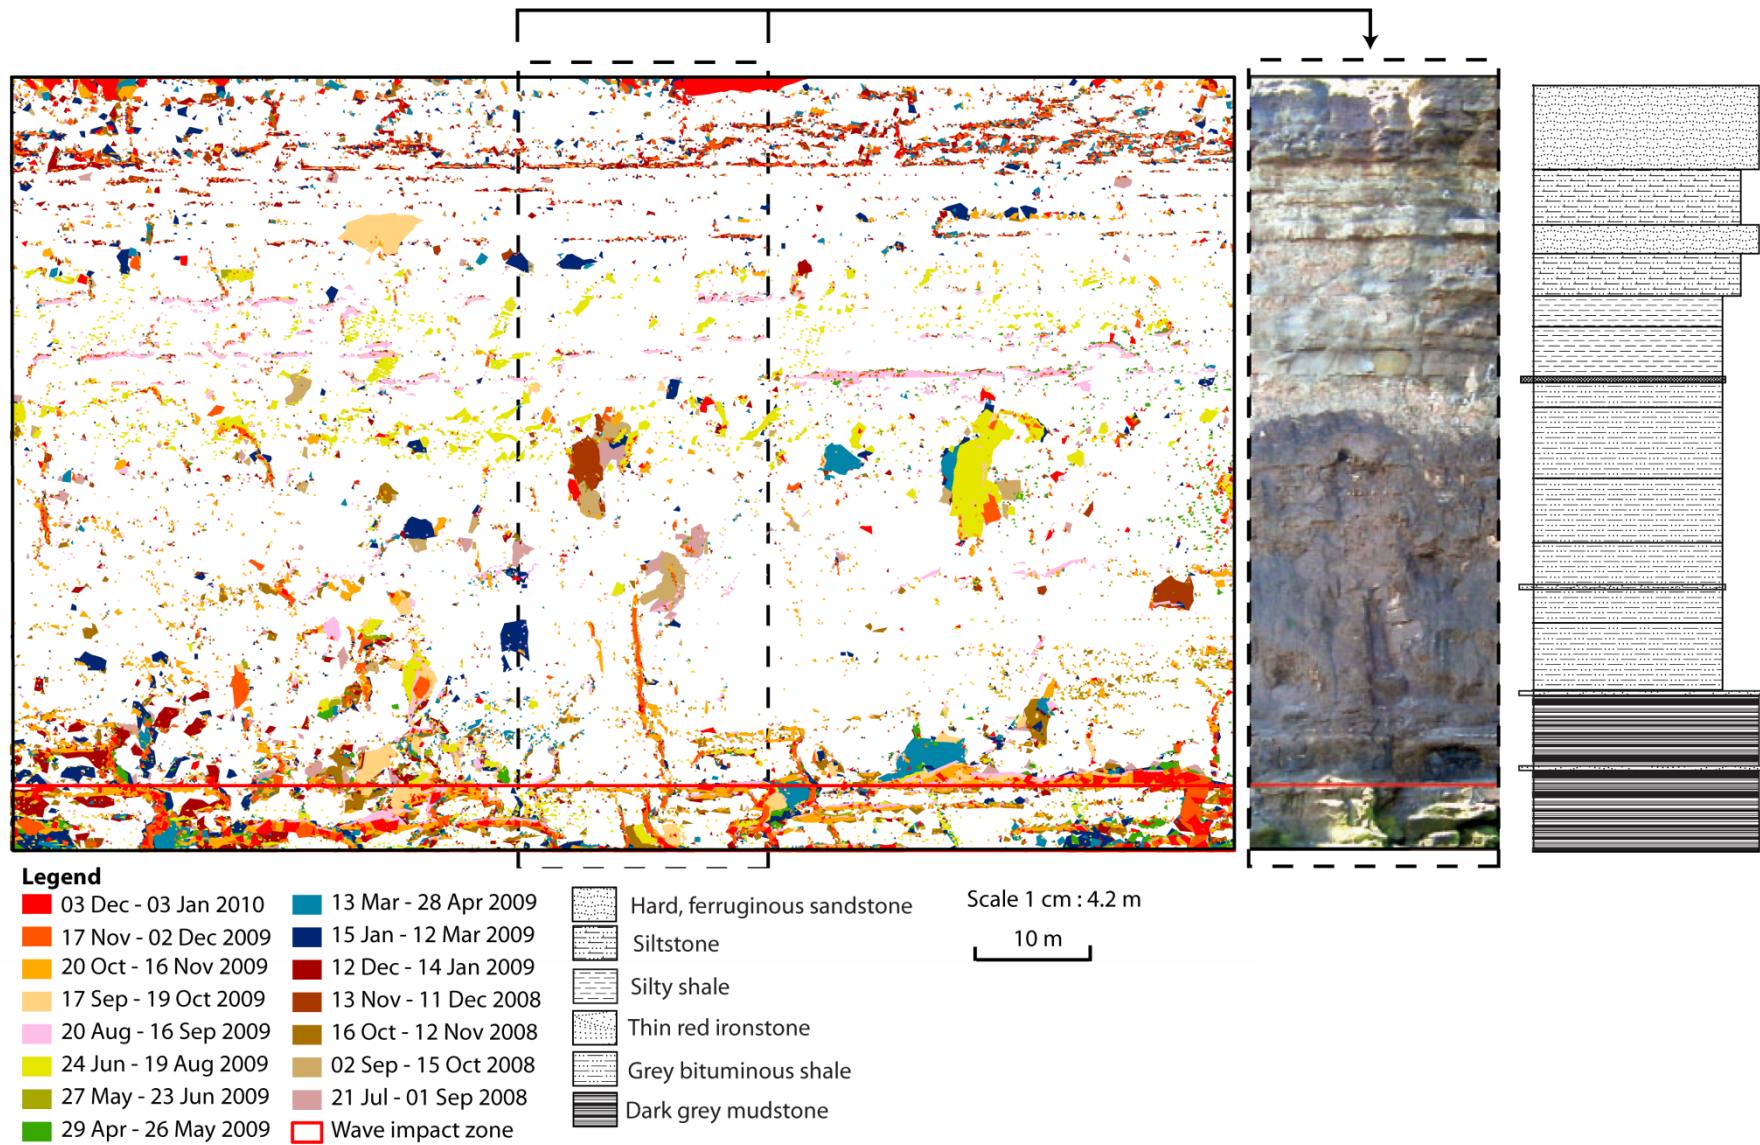 Legend
03 Dec - 03 Jan 2010
17 Nov - 02 Dec 2009
20 Oct - 16 Nov 2009
17 Sep - 19 Oct 2009
20 Aug - 16 Sep 2009
24 Jun - 19 Aug 2009
27 May - 23 Jun 2009
29 Apr - 26 May 2009
13 Mar - 28 Apr 2009
15 Jan - 12 Mar 2009
12 Dec - 14 Jan 2009
13 Nov - 11 Dec 2008
16 Oct - 12 Nov 2008
02 Sep - 15 Oct 2008
21 Jul - 01 Sep 2008
Wave impact zone
Hard, ferruginous sandstone
Siltstone
Silty shale
Thin red ironstone
Grey bituminous shale
Dark grey mudstone
Scale 1 cm : 4.2 m
10 m